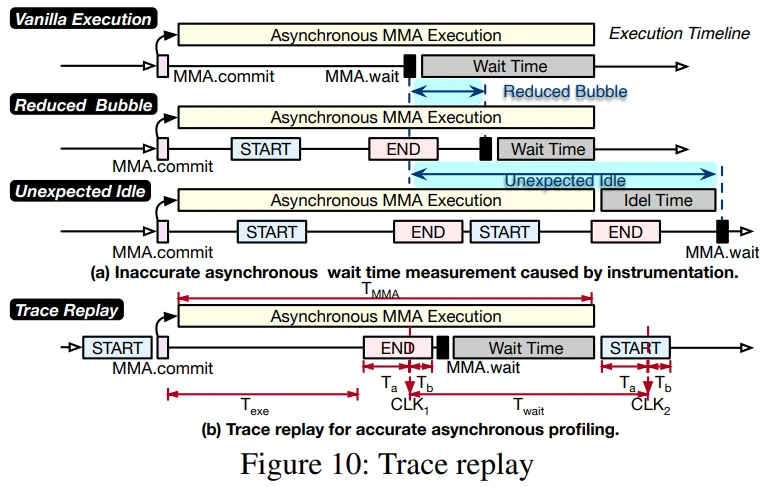 Vanilla Execution
Asynchronous MMA Execution
Execution Timeline
MMA.commit
MMA.wait
Wait Time
Reduced Bubble
Reduced Bubble
Asynchronous MMA Execution
START
END
Wait Time
MMA.commit
Unexpected Idle
Unexpected Idle
Asynchronous MMA Execution
Idel Time
START
END
START
END
MMA.commit
MMA.wait
(a) Inaccurate asynchronous wait time measurement caused by instrumentation.
TMMA
Trace Replay
Asynchronous MMA Execution
START
END
Wait Time
START
MMA.commit
MMA.wait
Ta
Tb
Ta
Tb
Texe
CLK1
Twait
CLK2
(b) Trace replay for accurate asynchronous profiling.
Figure 10: Trace replay